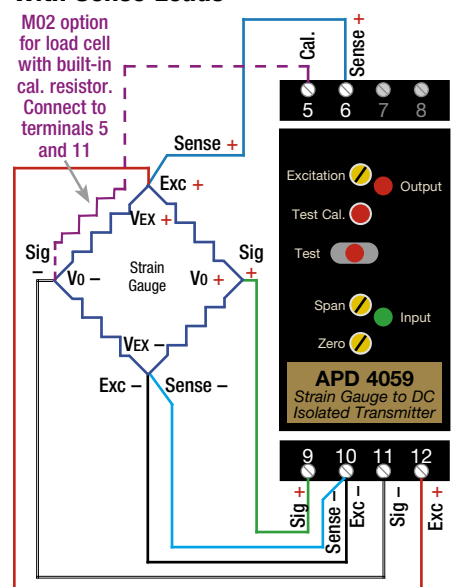 With Sense Leads
M02 option
for load cell
with built-in
cal. resistor.
Connect to
terminals 5
and 11
Cal.
Sense +
5 6 7 8
Sense +
Exc +
VEX +
Sig
–
V0 –
Strain
Gauge
V0 +
Sig
+
VEX –
Exc –
Sense –
Excitation
Output
Test Cal.
Test
Span
Input
Zero
APD 4059
Strain Gauge to DC
Isolated Transmitter
9 10 11 12
Sig +
Sense –
Exc –
Sig –
Exc +